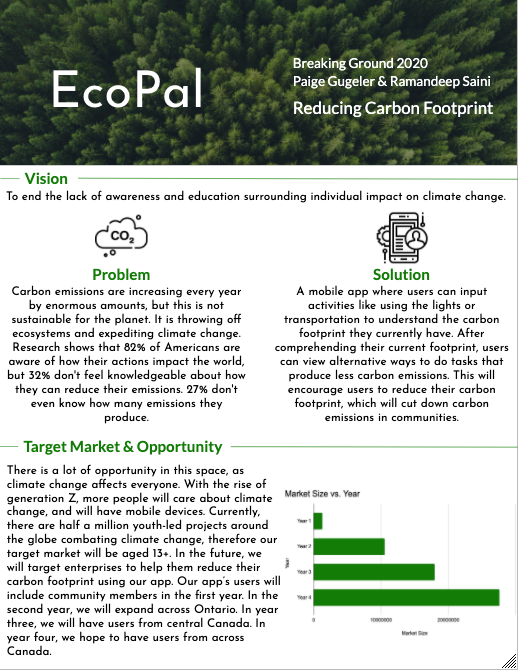 EcoPal
Breaking Ground 2020
Paige Gugeler & Ramandeep Saini
Reducing Carbon Footprint
Vision
To end the lack of awareness and education surrounding individual impact on climate change.
CO2
Problem
Carbon emissions are increasing every year
by enormous amounts, but this is not
sustainable for the planet. It is throwing off
ecosystems and expediting climate change.
Research shows that 82% of Americans are
aware of how their actions impact the world,
but 32% don't feel knowledgeable about how
they can reduce their emissions. 27% don't
even know how many emissions they
produce.
Solution
A mobile app where users can input
activities like using the lights or
transportation to understand the carbon
footprint they currently have. After
comprehending their current footprint, users
can view alternative ways to do tasks that
produce less carbon emissions. This will
encourage users to reduce their carbon
footprint, which will cut down carbon
emissions in communities.
Target Market & Opportunity
There is a lot of opportunity in this space, as
climate change affects everyone. With the rise of
generation Z, more people will care about climate
change, and will have mobile devices. Currently,
there are half a million youth-led projects around
the globe combating climate change, therefore our
target market will be aged 13+. In the future, we
will target enterprises to help them reduce their
carbon footprint using our app. Our app's users will
include community members in the first year. In the
second year, we will expand across Ontario. In year
three, we will have users from central Canada. In
year four, we hope to have users from across
Canada.
Market Size vs. Year
Year
Year 1
Year 2
Year 3
Year 4
0
10000000
20000000
Market Size